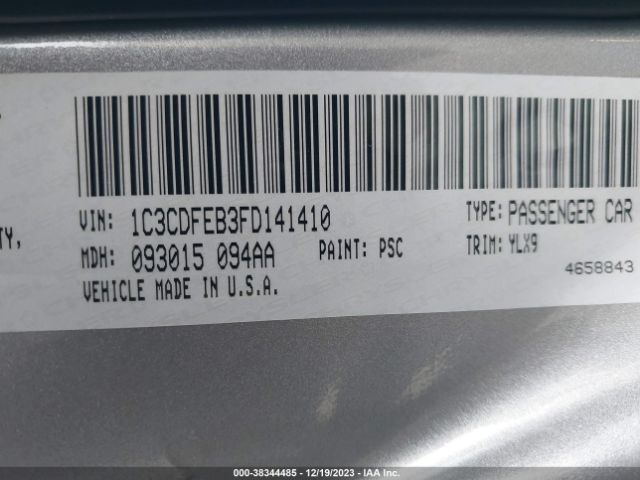 VIN: 1C3CDFEB3FD141410
TYPE: PASSENGER CAR
TY,
MDH: 093015 094AA
PAINT: PSC
TRIM: YLX9
VEHICLE MADE IN U.S.A.
4658843
000-38344485 - 12/19/2023 - IAA Inc.